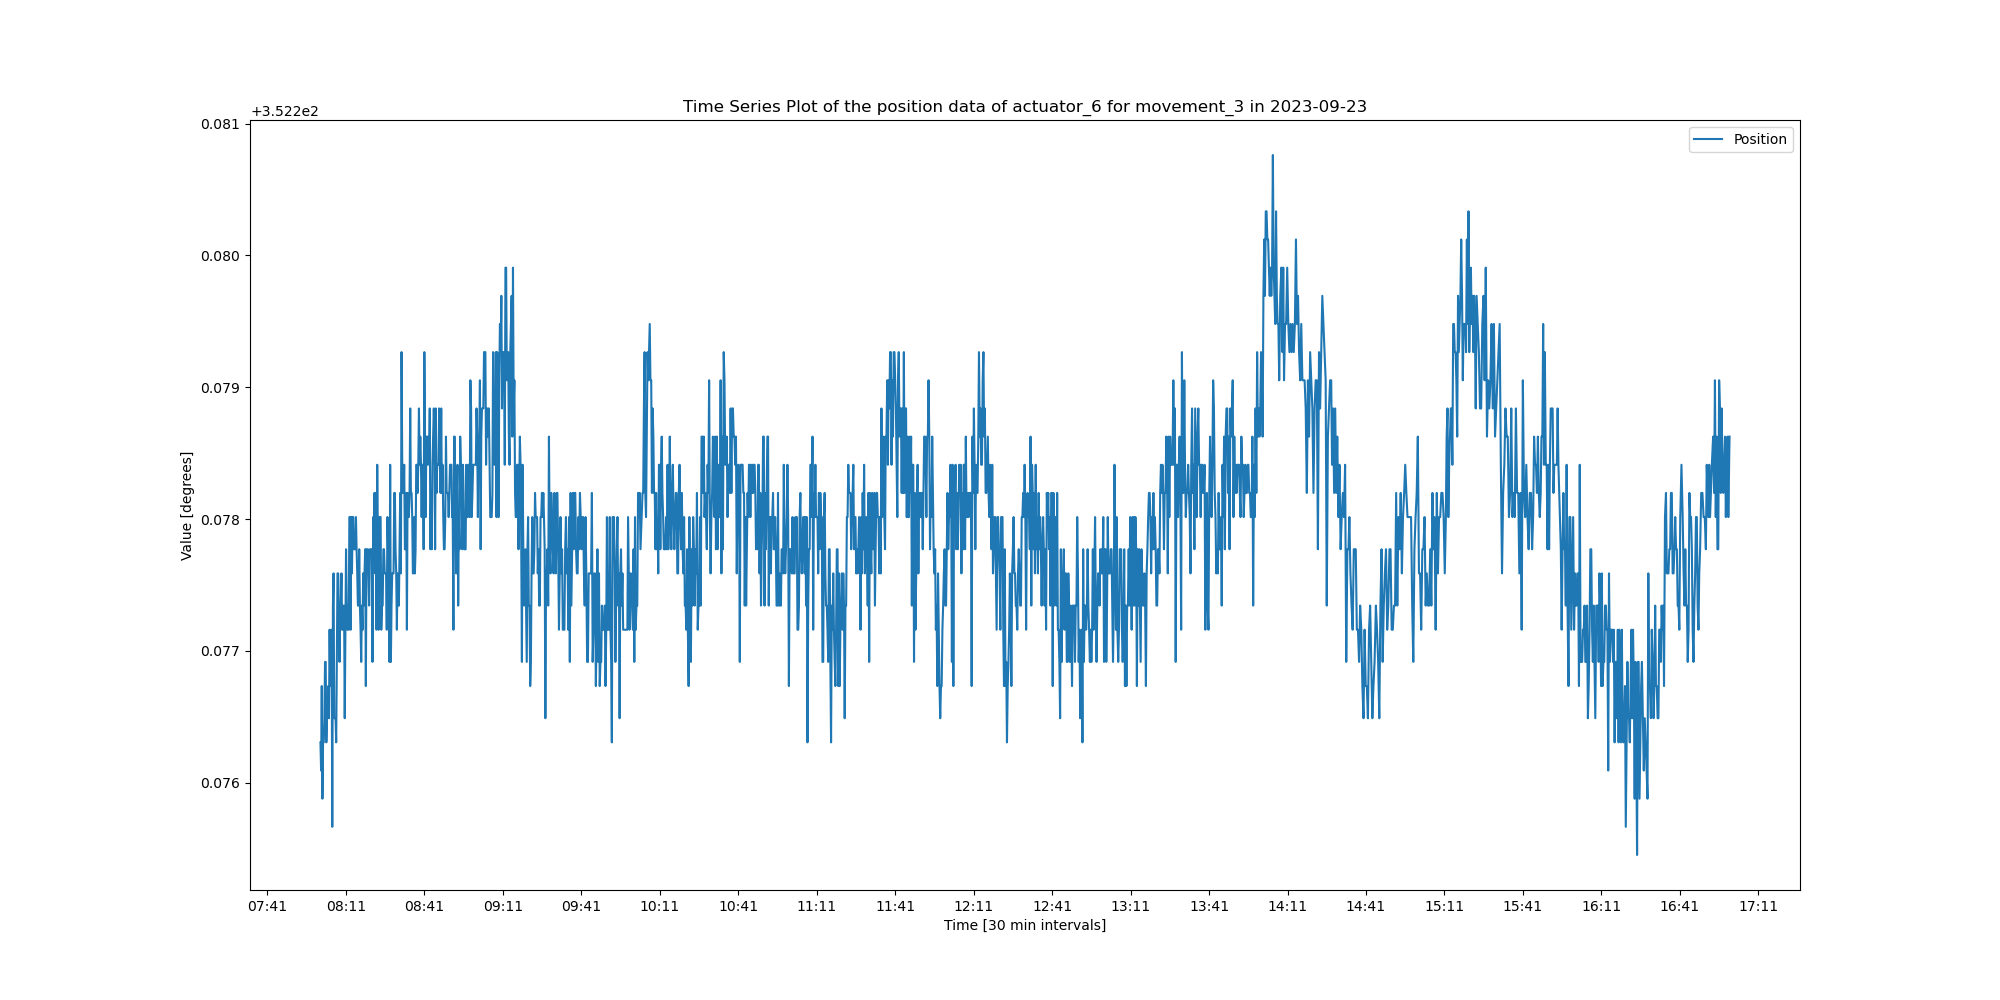 Time Series Plot of the position data of actuator_6 for movement_3 in 2023-09-23
+3.522e2
0.081
0.080
0.079
0.078
0.077
0.076
Value [degrees]
Position
07:41 08:11 08:41 09:11 09:41 10:11 10:41 11:11 11:41 12:11 12:41 13:11 13:41 14:11 14:41 15:11 15:41 16:11 16:41 17:11
Time [30 min intervals]